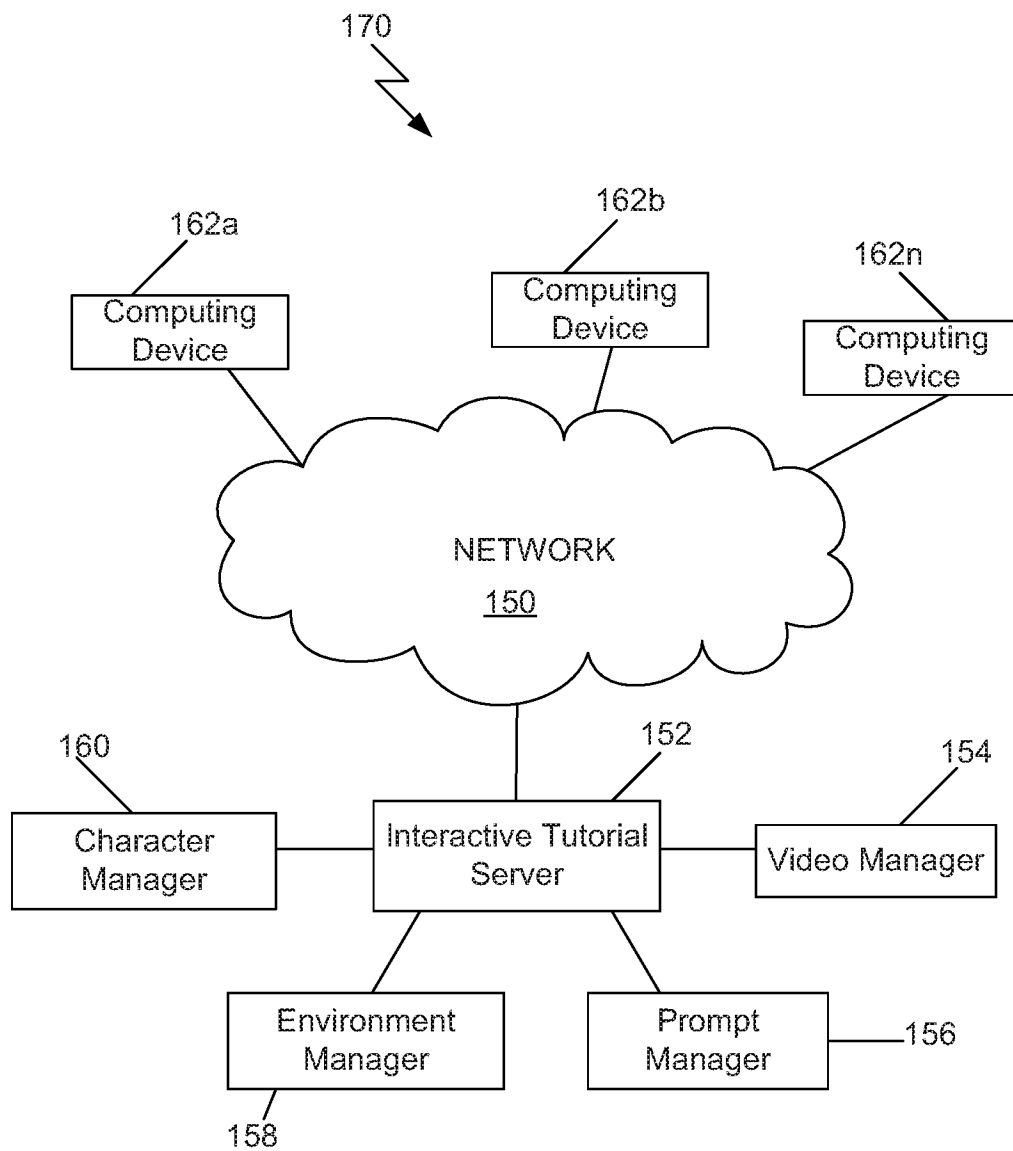 170
162a
162b
162n
Computing
Device
Computing
Device
Computing
Device
NETWORK
150
160
152
154
Character
Manager
Interactive Tutorial
Server
Video Manager
Environment
Manager
Prompt
Manager
156
158